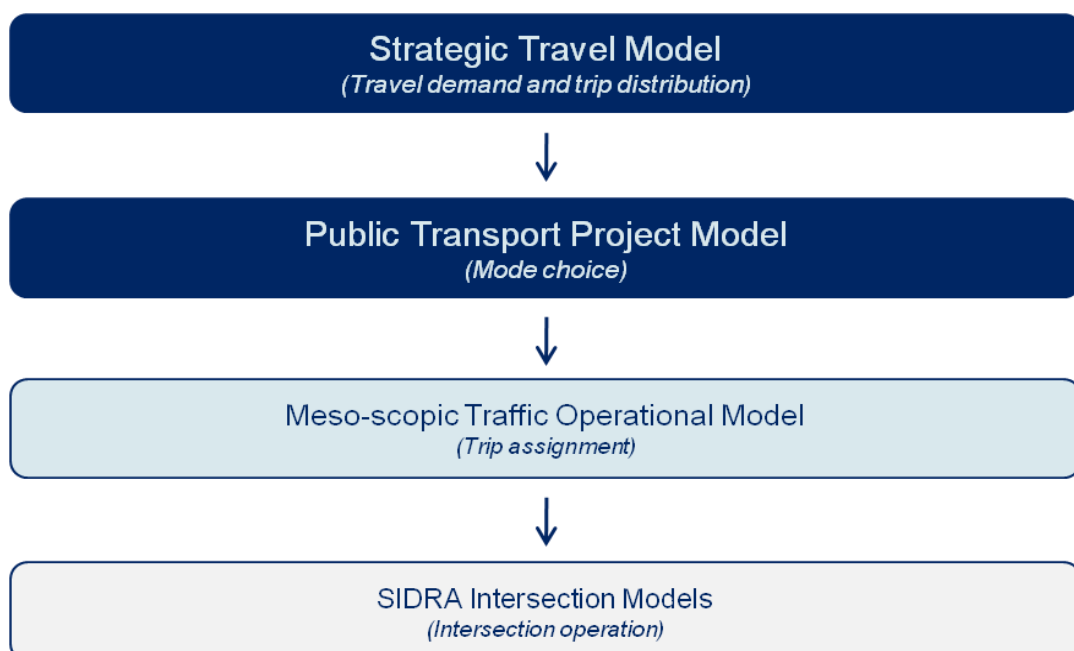 Strategic Travel Model
(Travel demand and trip distribution)
Public Transport Project Model
(Mode choice)
Meso-scopic Traffic Operational Model
(Trip assignment)
SIDRA Intersection Models
(Intersection operation)